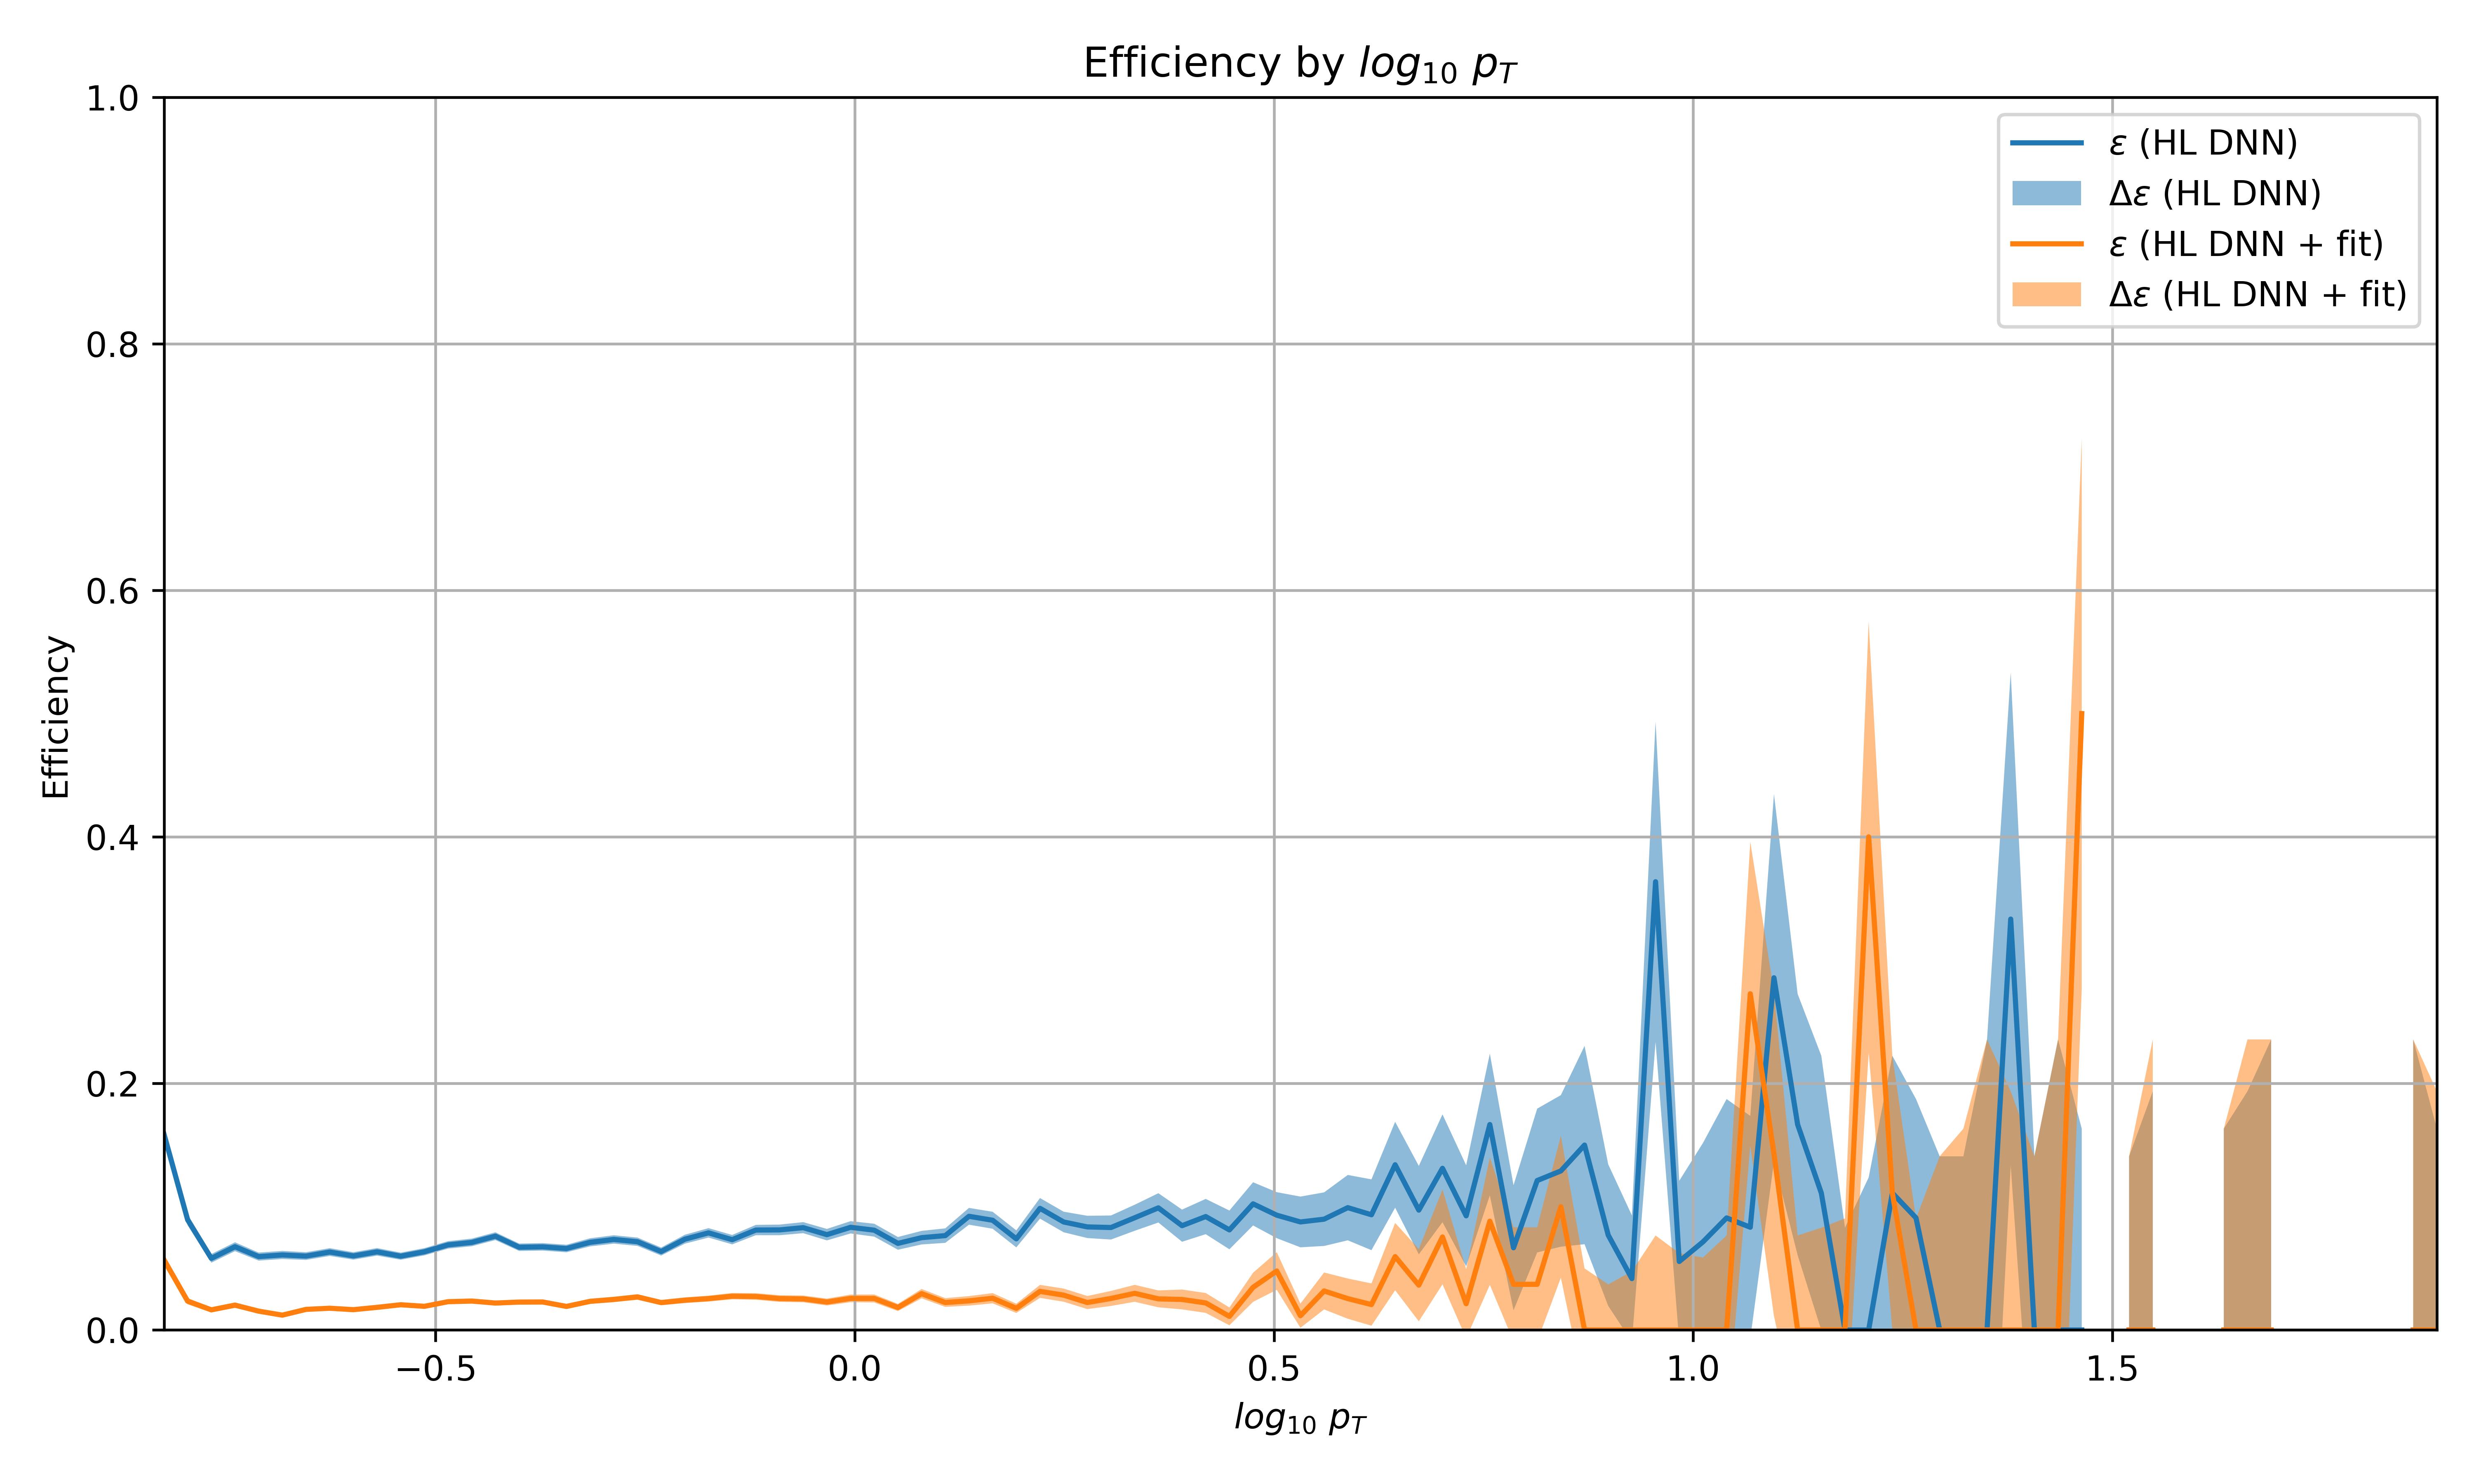 Efficiency by log₁₀ p_T
1.0
0.8
0.6
0.4
0.2
0.0
Efficiency
−0.5
0.0
0.5
1.0
1.5
log₁₀ p_T
ε (HL DNN)
Δε (HL DNN)
ε (HL DNN + fit)
Δε (HL DNN + fit)